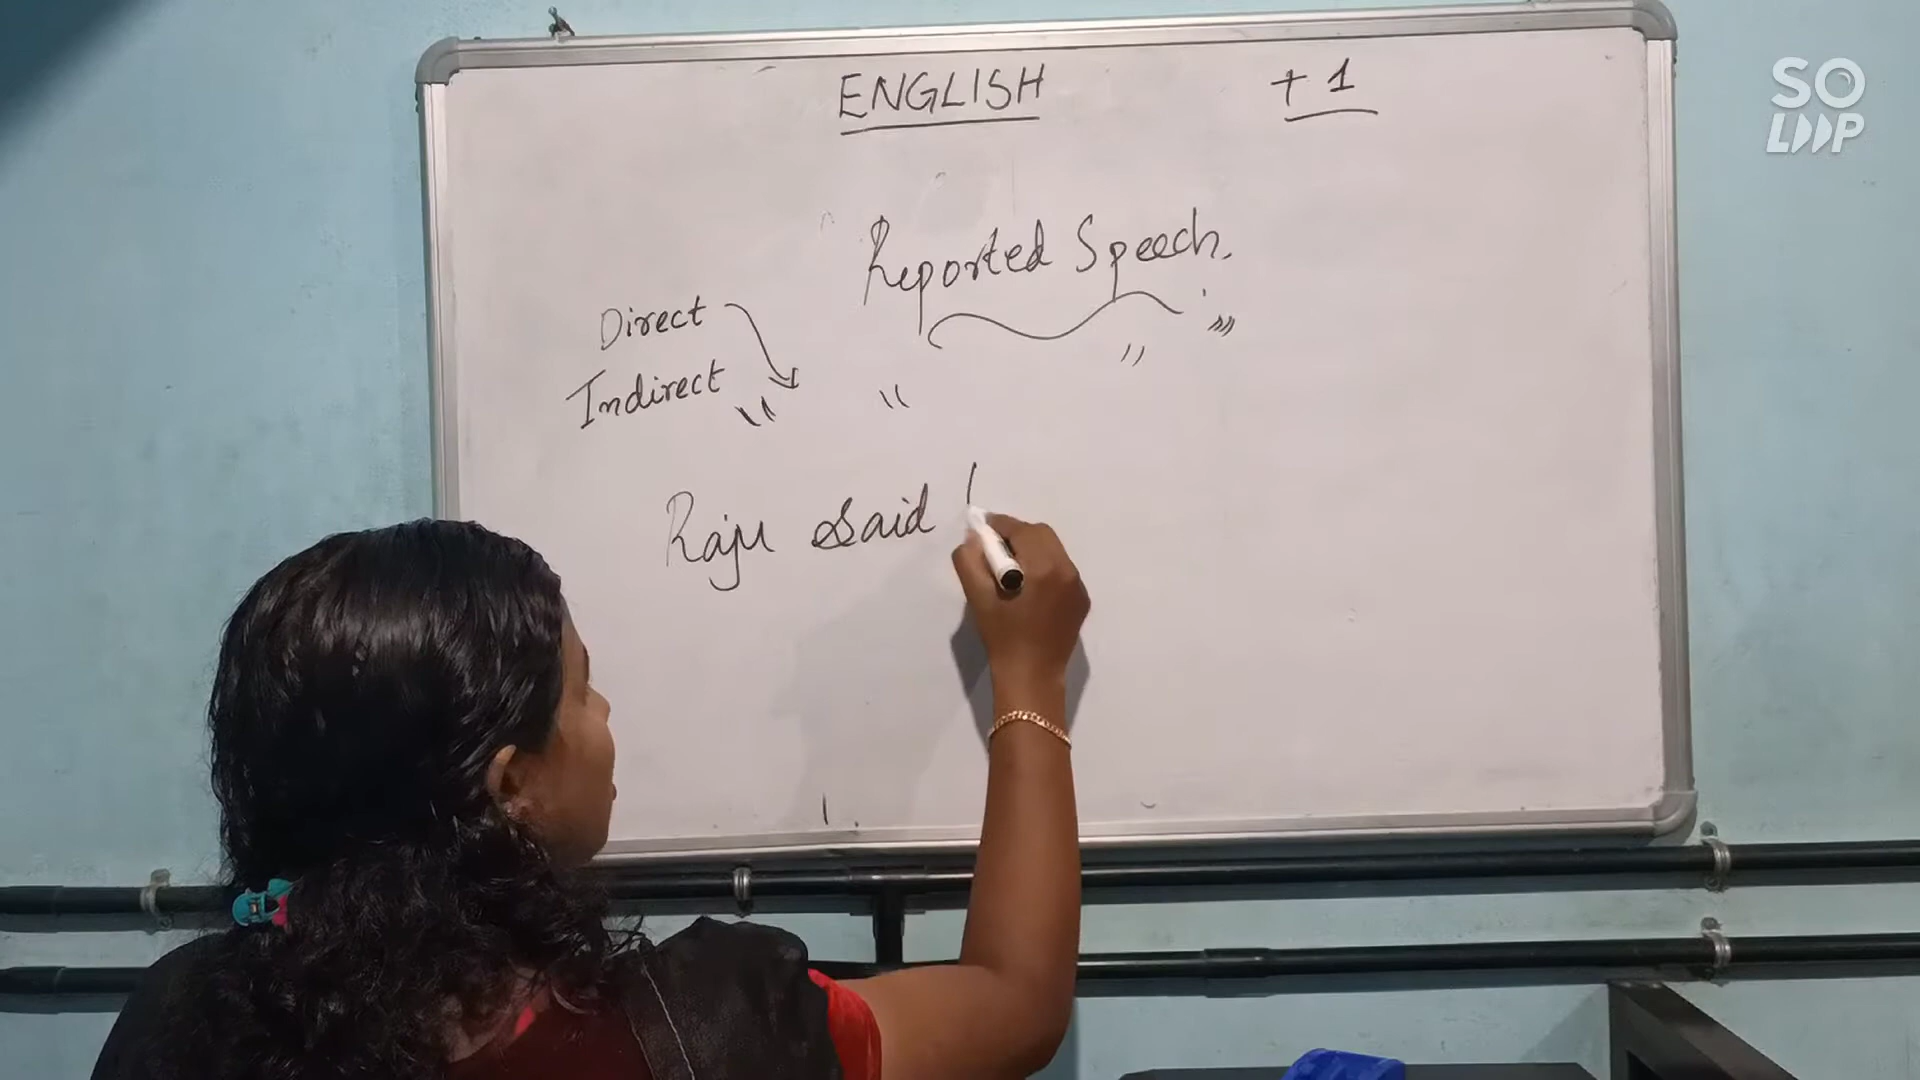 ENGLISH +1
Reported Speech.
Direct
Indirect
" "
Raju said
SO
LOOP